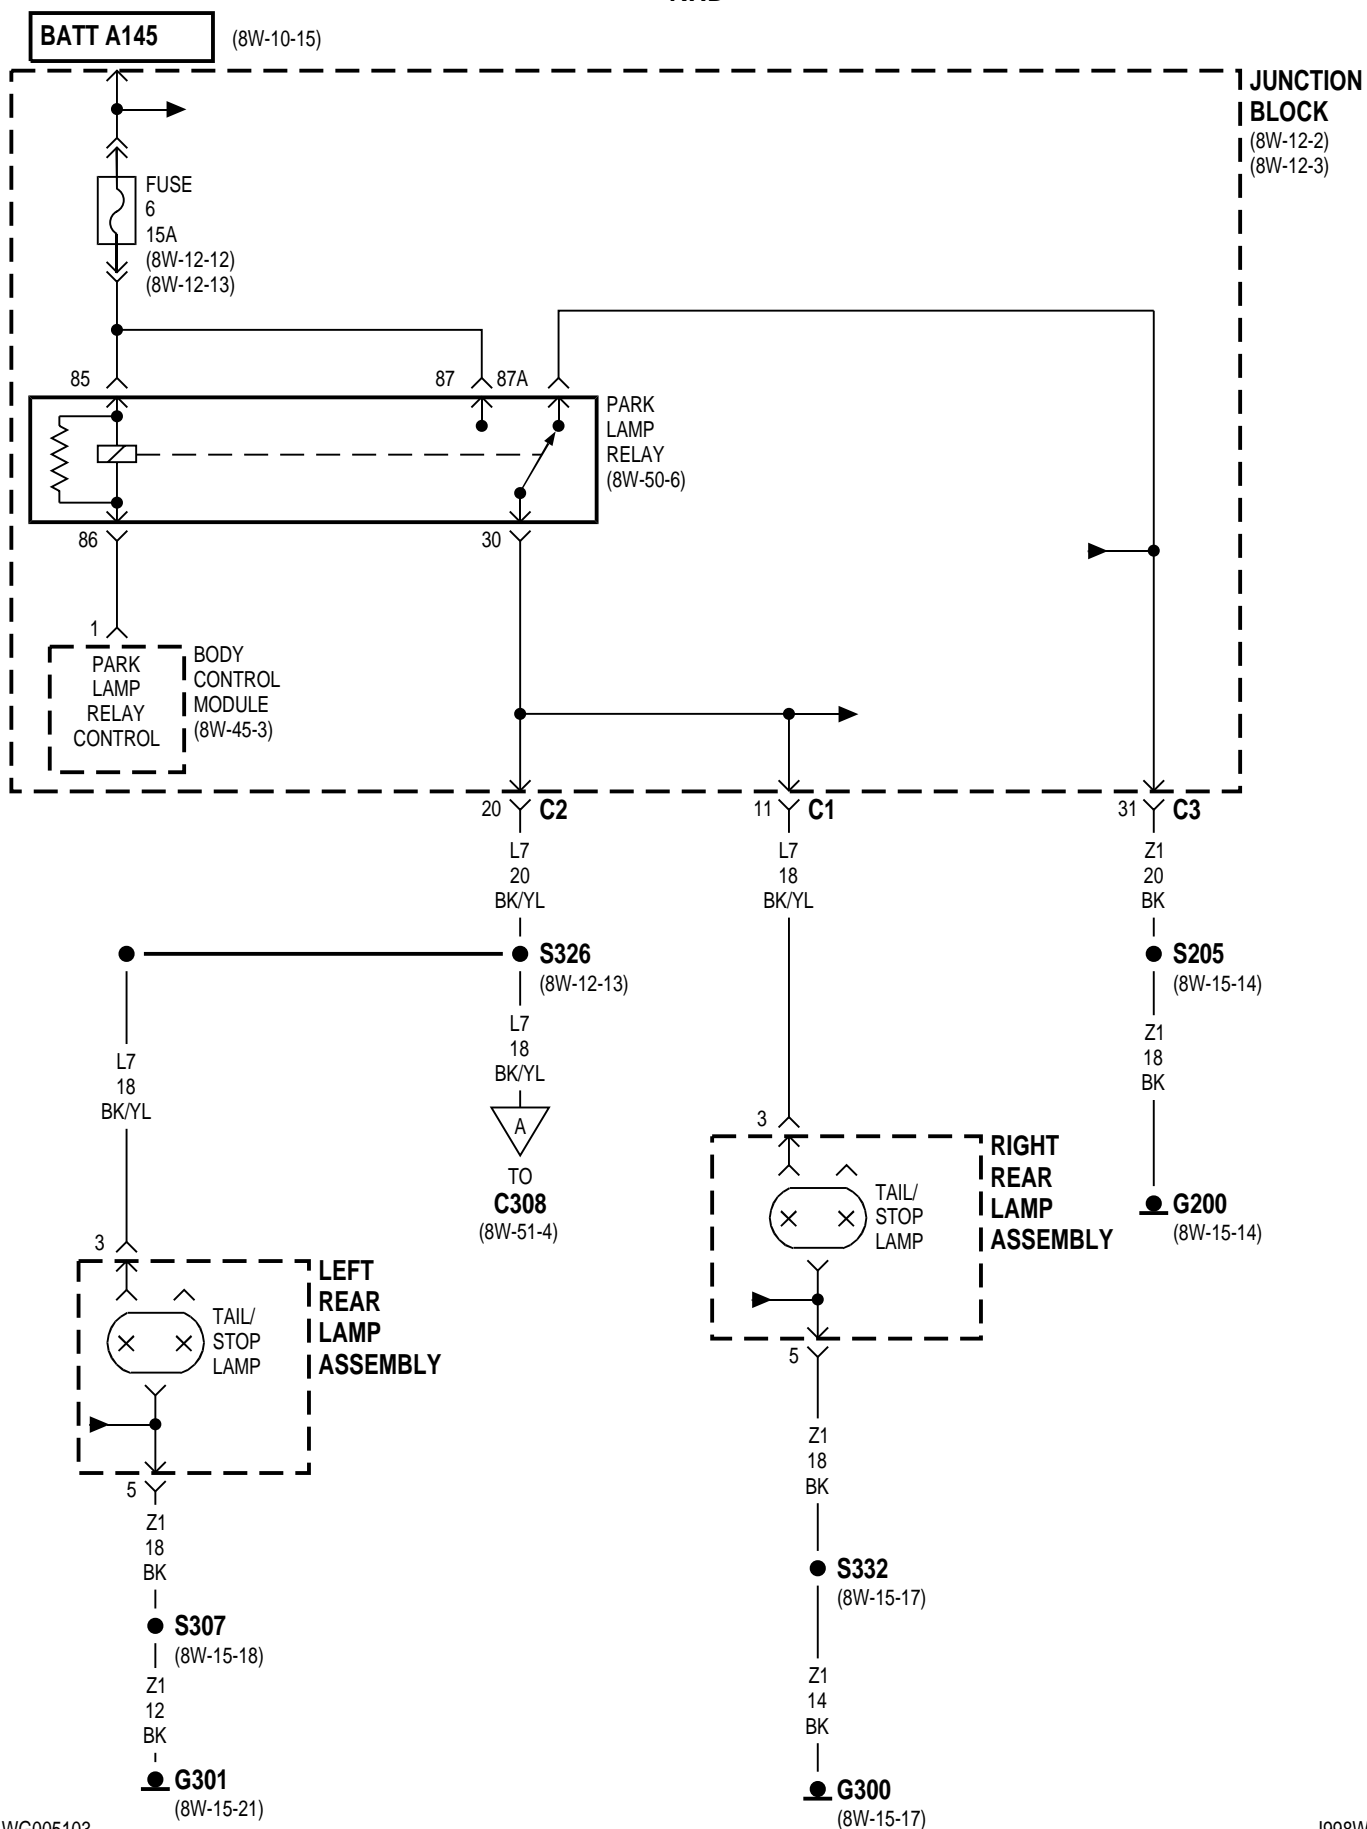 BATT A145
(8W-10-15)
JUNCTION
BLOCK
(8W-12-2)
(8W-12-3)
FUSE
6
15A
(8W-12-12)
(8W-12-13)
85
87
87A
PARK
LAMP
RELAY
(8W-50-6)
86
30
1
PARK
LAMP
RELAY
CONTROL
BODY
CONTROL
MODULE
(8W-45-3)
20
C2
11
C1
31
C3
L7
20
BK/YL
L7
18
BK/YL
Z1
20
BK
S326
(8W-12-13)
S205
(8W-15-14)
L7
18
BK/YL
L7
18
BK/YL
Z1
18
BK
A
TO
C308
(8W-51-4)
3
RIGHT
REAR
LAMP
ASSEMBLY
TAIL/
STOP
LAMP
G200
(8W-15-14)
3
LEFT
REAR
LAMP
ASSEMBLY
TAIL/
STOP
LAMP
5
5
Z1
18
BK
Z1
18
BK
S332
(8W-15-17)
S307
(8W-15-18)
Z1
12
BK
Z1
14
BK
G301
(8W-15-21)
G300
(8W-15-17)